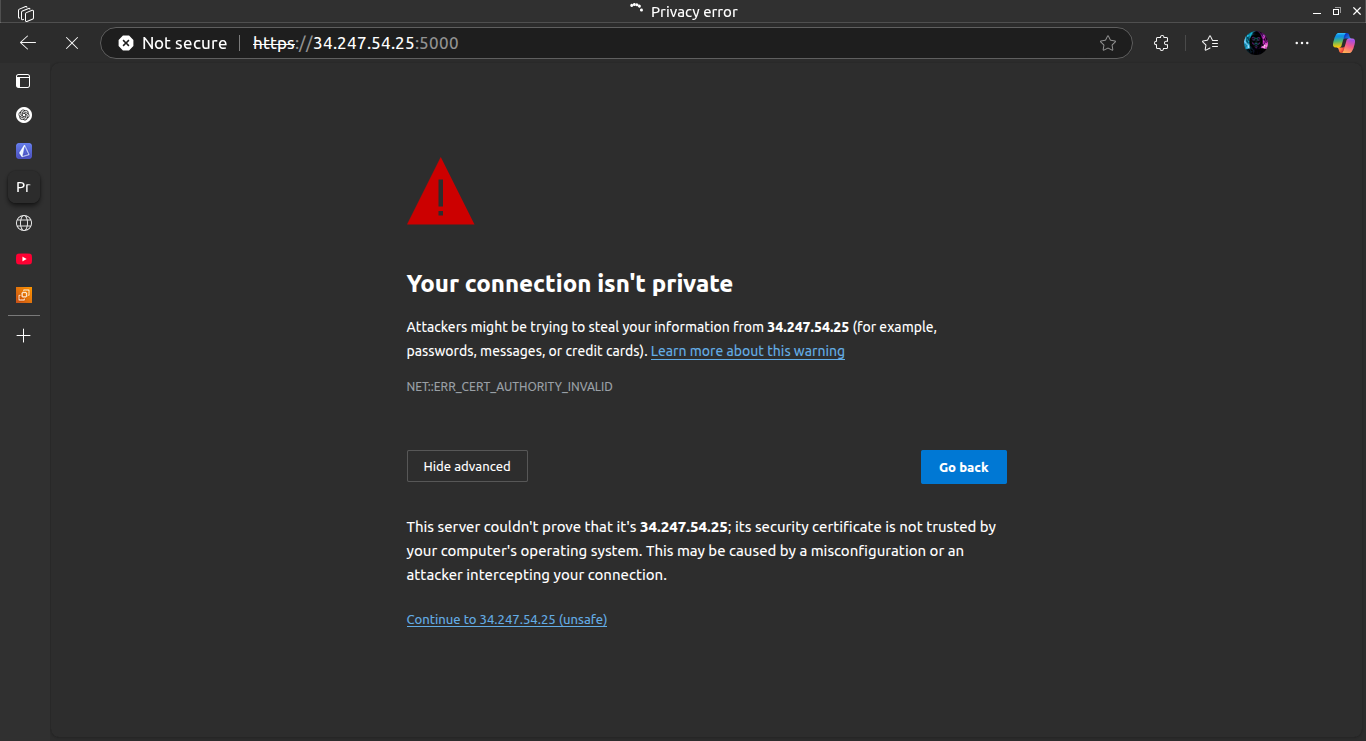 Privacy error
Not secure https://34.247.54.25:5000
Pr
!
Your connection isn't private
Attackers might be trying to steal your information from 34.247.54.25 (for example,
passwords, messages, or credit cards). Learn more about this warning
NET::ERR_CERT_AUTHORITY_INVALID
Hide advanced
Go back
This server couldn't prove that it's 34.247.54.25; its security certificate is not trusted by
your computer's operating system. This may be caused by a misconfiguration or an
attacker intercepting your connection.
Continue to 34.247.54.25 (unsafe)